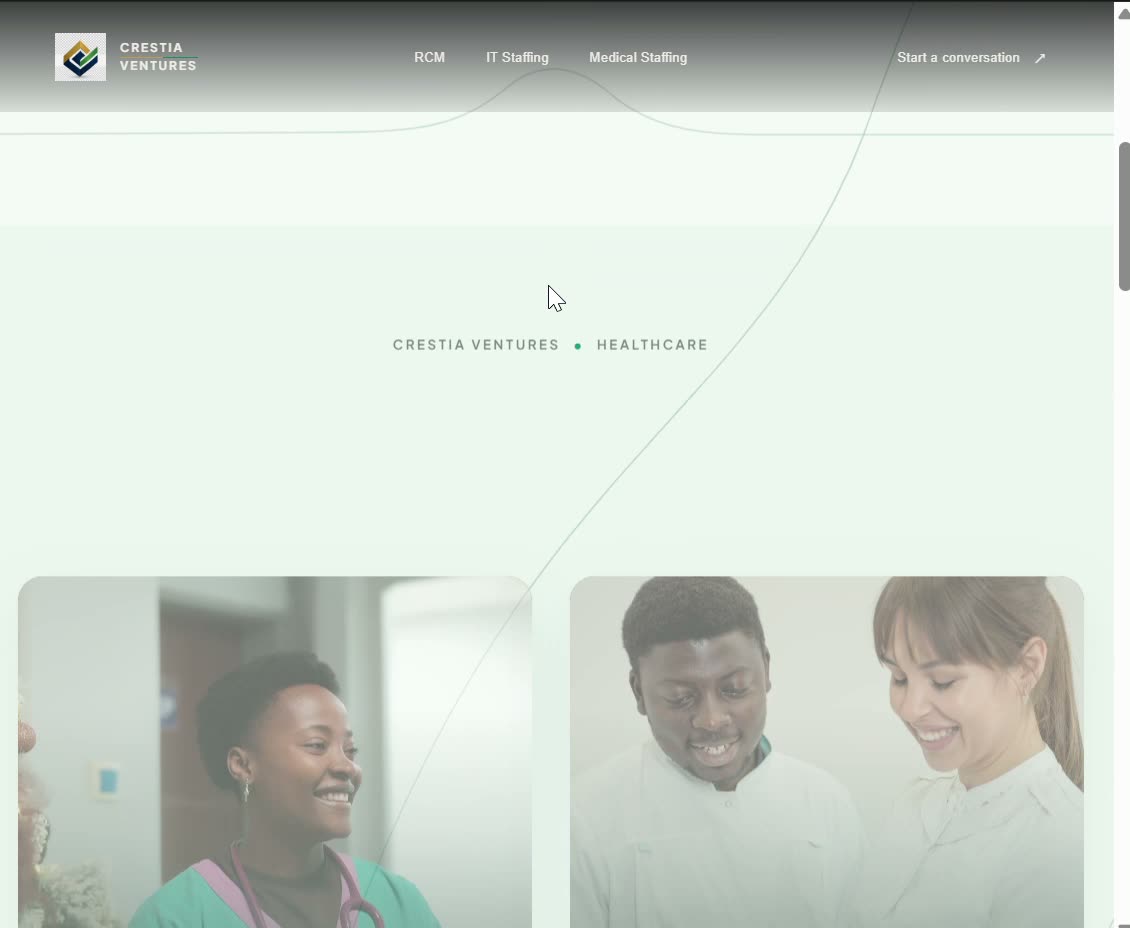 CRESTIA
VENTURES
RCM IT Staffing Medical Staffing Start a conversation ↗
CRESTIA VENTURES • HEALTHCARE